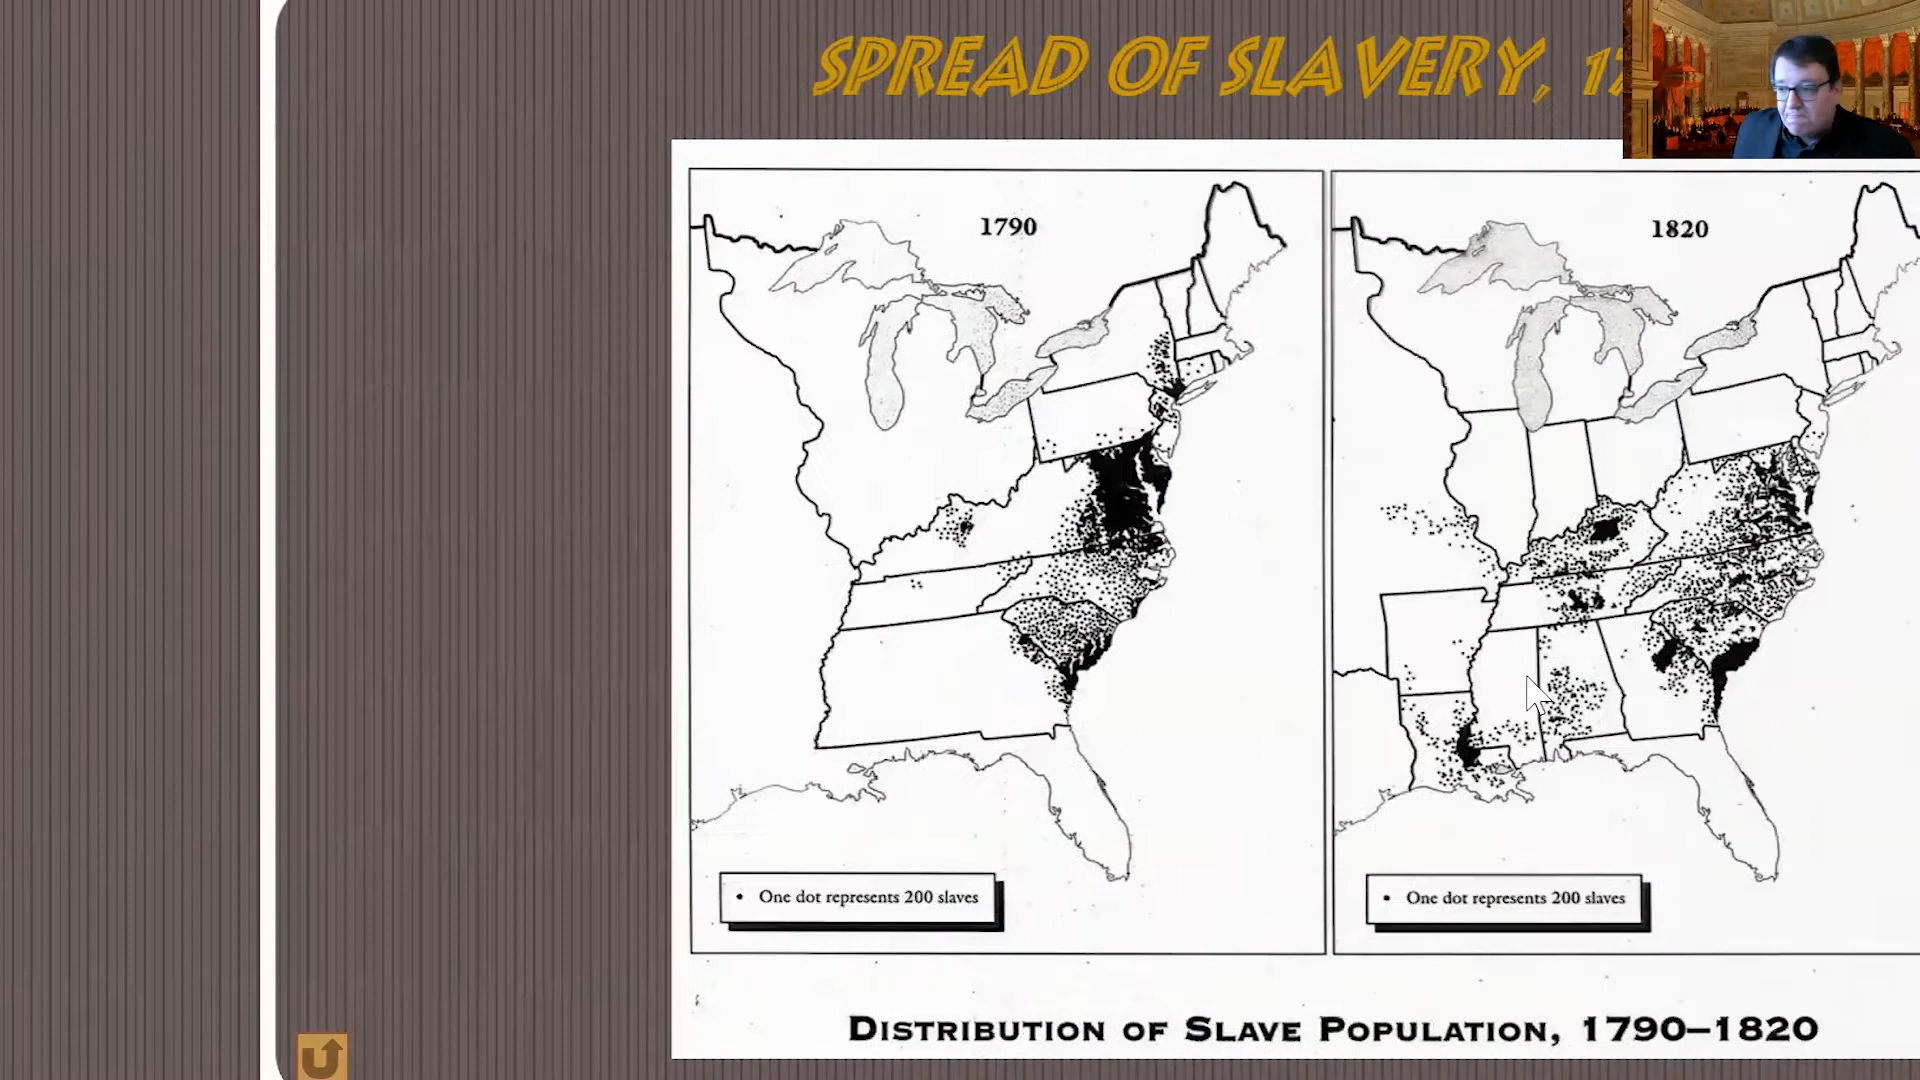 SPREAD OF SLAVERY, 17
1790
1820
• One dot represents 200 slaves
• One dot represents 200 slaves
DISTRIBUTION OF SLAVE POPULATION, 1790–1820